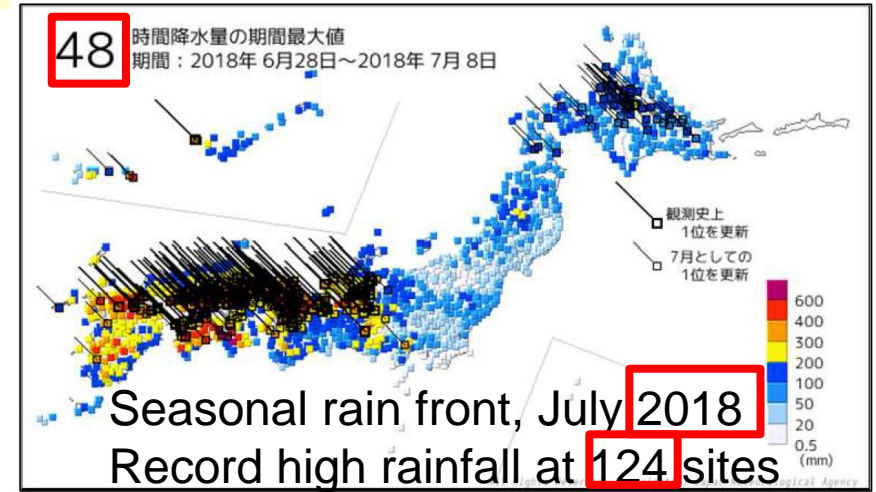 48
時間降水量の期間最大値
期間：2018年 6月28日～2018年 7月 8日
観測史上
1位を更新
7月としての
1位を更新
600
400
300
200
100
50
20
0.5
(mm)
Seasonal rain front, July 2018
Record high rainfall at 124 sites
Meteorological Agency.